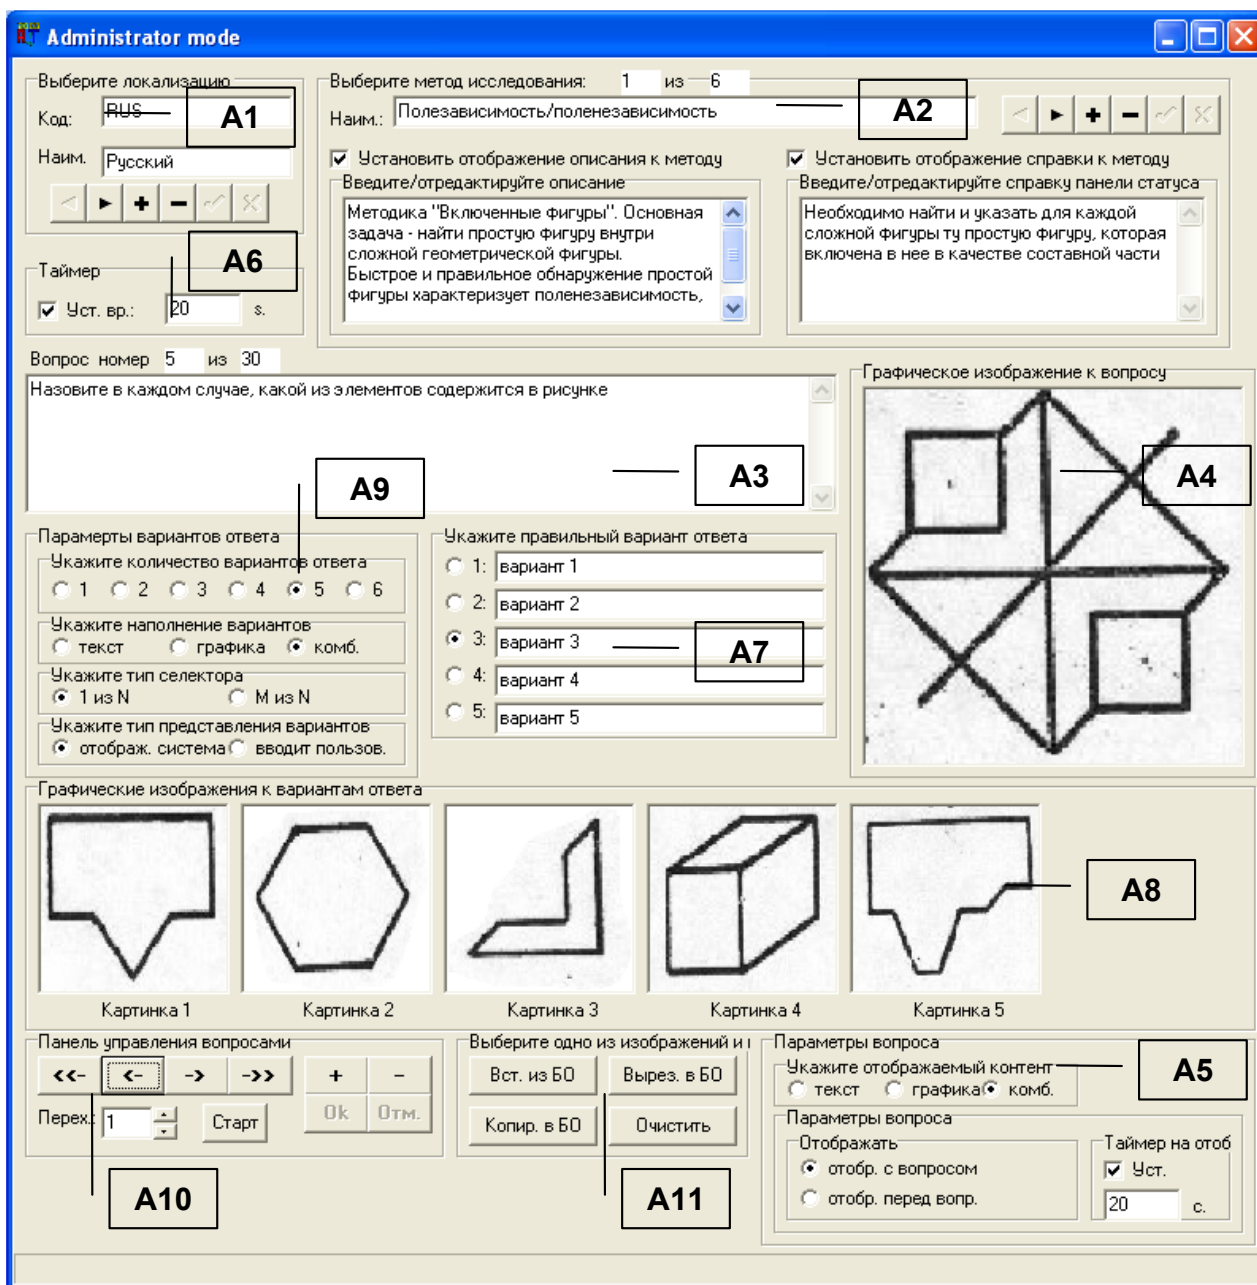 Administrator mode
Выберите локализацию
Код: RUS
A1
Наим. Русский
Выберите метод исследования: 1 из 6
Наим.: Полезависимость/поленезависимость
A2
Установить отображение описания к методу
Введите/отредактируйте описание
Методика "Включенные фигуры". Основная
задача - найти простую фигуру внутри
сложной геометрической фигуры.
Быстрое и правильное обнаружение простой
фигуры характеризует поленезависимость,
Установить отображение справки к методу
Введите/отредактируйте справку панели статуса
Необходимо найти и указать для каждой
сложной фигуры ту простую фигуру, которая
включена в нее в качестве составной части
A6
Таймер
Уст. вр.: 20 s.
Вопрос номер 5 из 30
Назовите в каждом случае, какой из элементов содержится в рисунке
A3
A9
Графическое изображение к вопросу
A4
Парамерты вариантов ответа
Укажите количество вариантов ответа
1 2 3 4 5 6
Укажите наполнение вариантов
текст графика комб.
Укажите тип селектора
1 из N M из N
Укажите тип представления вариантов
отображ. система вводит пользов.
Укажите правильный вариант ответа
1: вариант 1
2: вариант 2
3: вариант 3
A7
4: вариант 4
5: вариант 5
Графические изображения к вариантам ответа
A8
Картинка 1 Картинка 2 Картинка 3 Картинка 4 Картинка 5
Панель управления вопросами
<<- <- -> ->> + -
Перех.: 1 Старт Ok Отм.
A10
Выберите одно из изображений и
Вст. из БО Вырез. в БО
Копир. в БО Очистить
A11
Параметры вопроса
Укажите отображаемый контент
текст графика комб.
A5
Параметры вопроса
Отображать
отобр. с вопросом
отобр. перед вопр.
Таймер на отоб
Уст.
20 с.